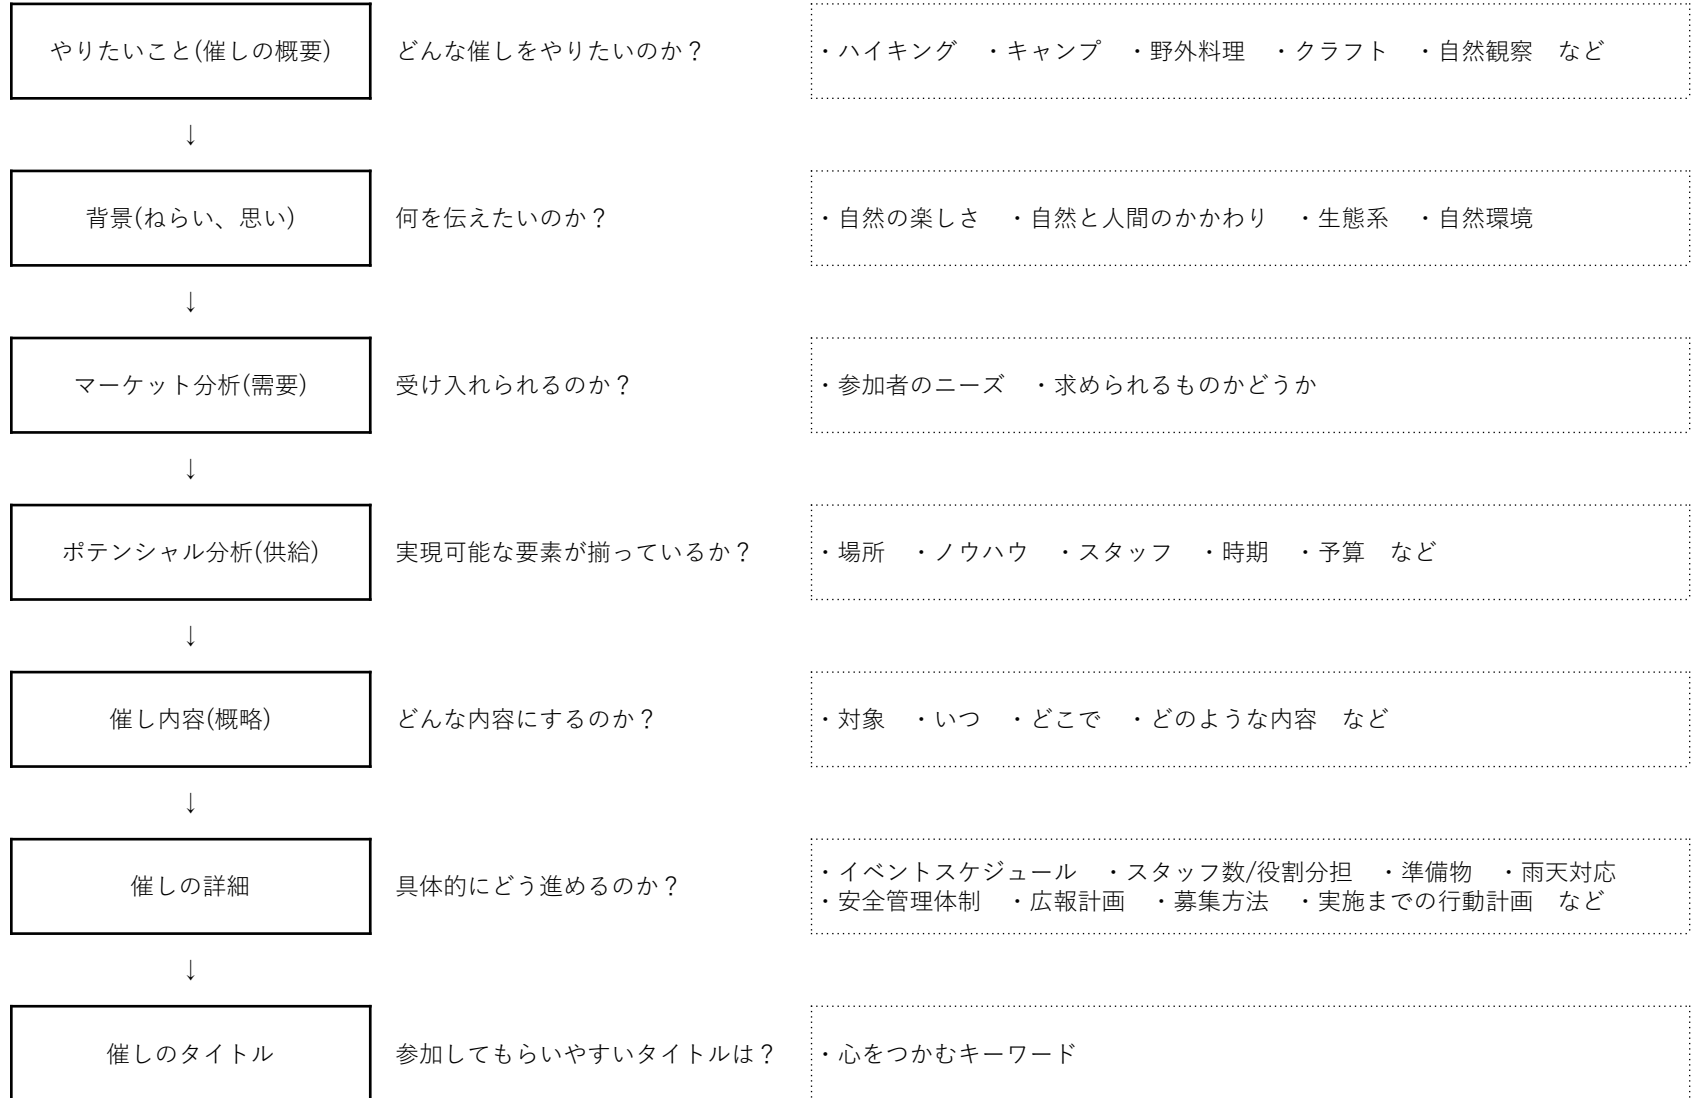 やりたいこと(催しの概要)　どんな催しをやりたいのか？　・ハイキング　・キャンプ　・野外料理　・クラフト　・自然観察　など
↓
背景(ねらい、思い)　何を伝えたいのか？　・自然の楽しさ　・自然と人間のかかわり　・生態系　・自然環境
↓
マーケット分析(需要)　受け入れられるのか？　・参加者のニーズ　・求められるものかどうか
↓
ポテンシャル分析(供給)　実現可能な要素が揃っているか？　・場所　・ノウハウ　・スタッフ　・時期　・予算　など
↓
催し内容(概略)　どんな内容にするのか？　・対象　・いつ　・どこで　・どのような内容　など
↓
催しの詳細　具体的にどう進めるのか？　・イベントスケジュール　・スタッフ数/役割分担　・準備物　・雨天対応
・安全管理体制　・広報計画　・募集方法　・実施までの行動計画　など
↓
催しのタイトル　参加してもらいやすいタイトルは？　・心をつかむキーワード